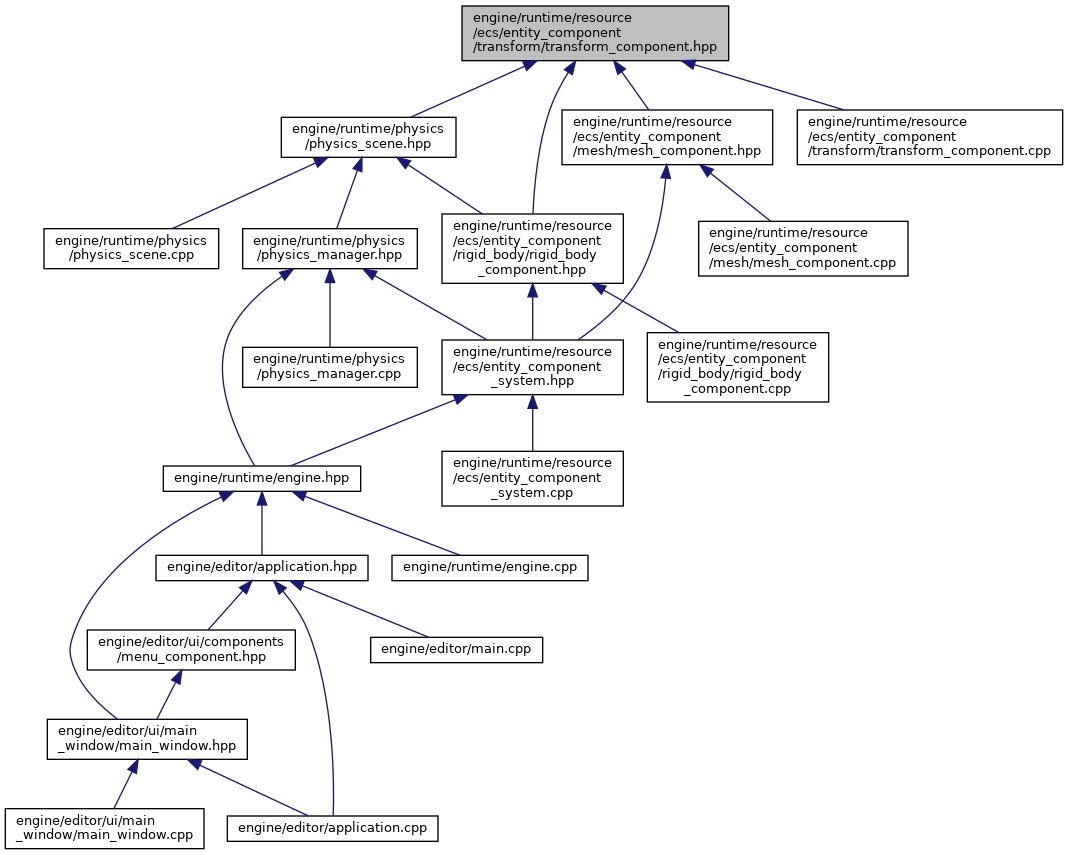 engine/runtime/resource
/ecs/entity_component
/transform/transform_component.hpp
engine/runtime/physics
/physics_scene.hpp
engine/runtime/resource
/ecs/entity_component
/mesh/mesh_component.hpp
engine/runtime/resource
/ecs/entity_component
/transform/transform_component.cpp
engine/runtime/physics
/physics_scene.cpp
engine/runtime/physics
/physics_manager.hpp
engine/runtime/resource
/ecs/entity_component
/rigid_body/rigid_body
_component.hpp
engine/runtime/resource
/ecs/entity_component
/mesh/mesh_component.cpp
engine/runtime/physics
/physics_manager.cpp
engine/runtime/resource
/ecs/entity_component
_system.hpp
engine/runtime/resource
/ecs/entity_component
/rigid_body/rigid_body
_component.cpp
engine/runtime/engine.hpp
engine/runtime/resource
/ecs/entity_component
_system.cpp
engine/editor/application.hpp
engine/runtime/engine.cpp
engine/editor/ui/components
/menu_component.hpp
engine/editor/main.cpp
engine/editor/ui/main
_window/main_window.hpp
engine/editor/ui/main
_window/main_window.cpp
engine/editor/application.cpp